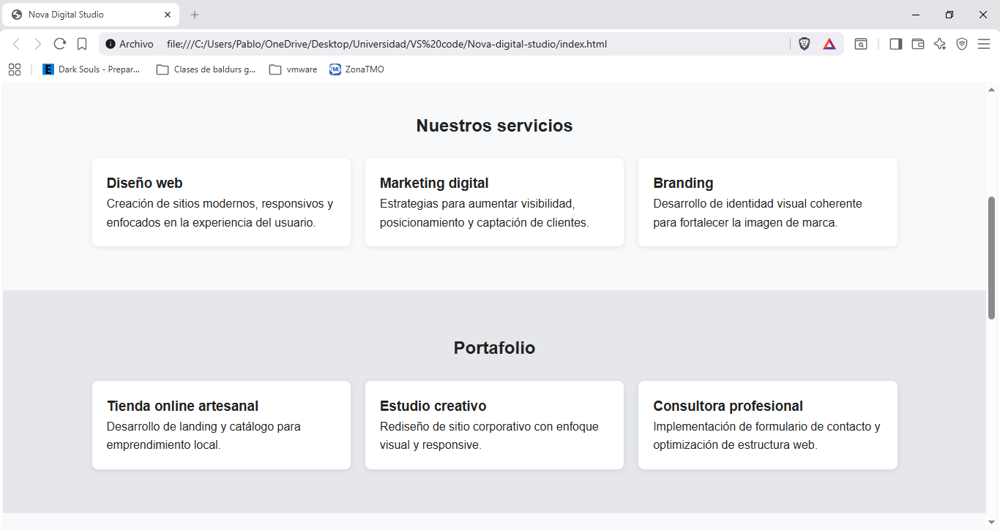 Nova Digital Studio
Archivo file:///C:/Users/Pablo/OneDrive/Desktop/Universidad/VS%20code/Nova-digital-studio/index.html
Dark Souls - Prepar... Clases de baldurs g... vmware TMO ZonaTMO
Nuestros servicios
Diseño web
Creación de sitios modernos, responsivos y
enfocados en la experiencia del usuario.
Marketing digital
Estrategias para aumentar visibilidad,
posicionamiento y captación de clientes.
Branding
Desarrollo de identidad visual coherente
para fortalecer la imagen de marca.
Portafolio
Tienda online artesanal
Desarrollo de landing y catálogo para
emprendimiento local.
Estudio creativo
Rediseño de sitio corporativo con enfoque
visual y responsive.
Consultora profesional
Implementación de formulario de contacto y
optimización de estructura web.